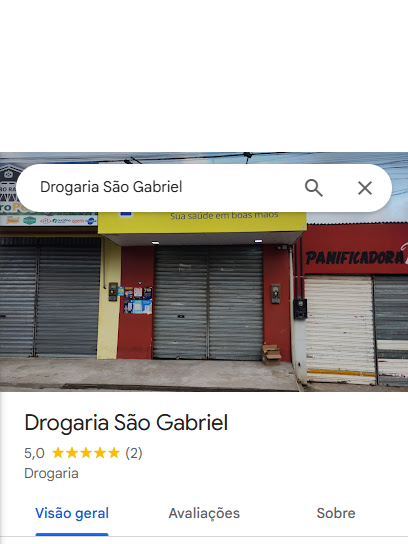 Drogaria São Gabriel
Sua saúde em boas mãos
PANIFICADORA
Drogaria São Gabriel
5,0 (2)
Drogaria
Visão geral
Avaliações
Sobre